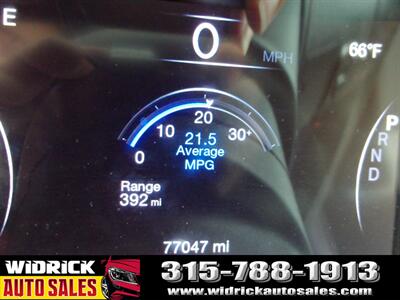 E
0
MPH
66°F
0 10 20 30+
21.5
Average
MPG
Range
392 mi
P
R
N
D
77047 mi
WIDRICK
AUTO SALES
315-788-1913
www.widrickautosales.com